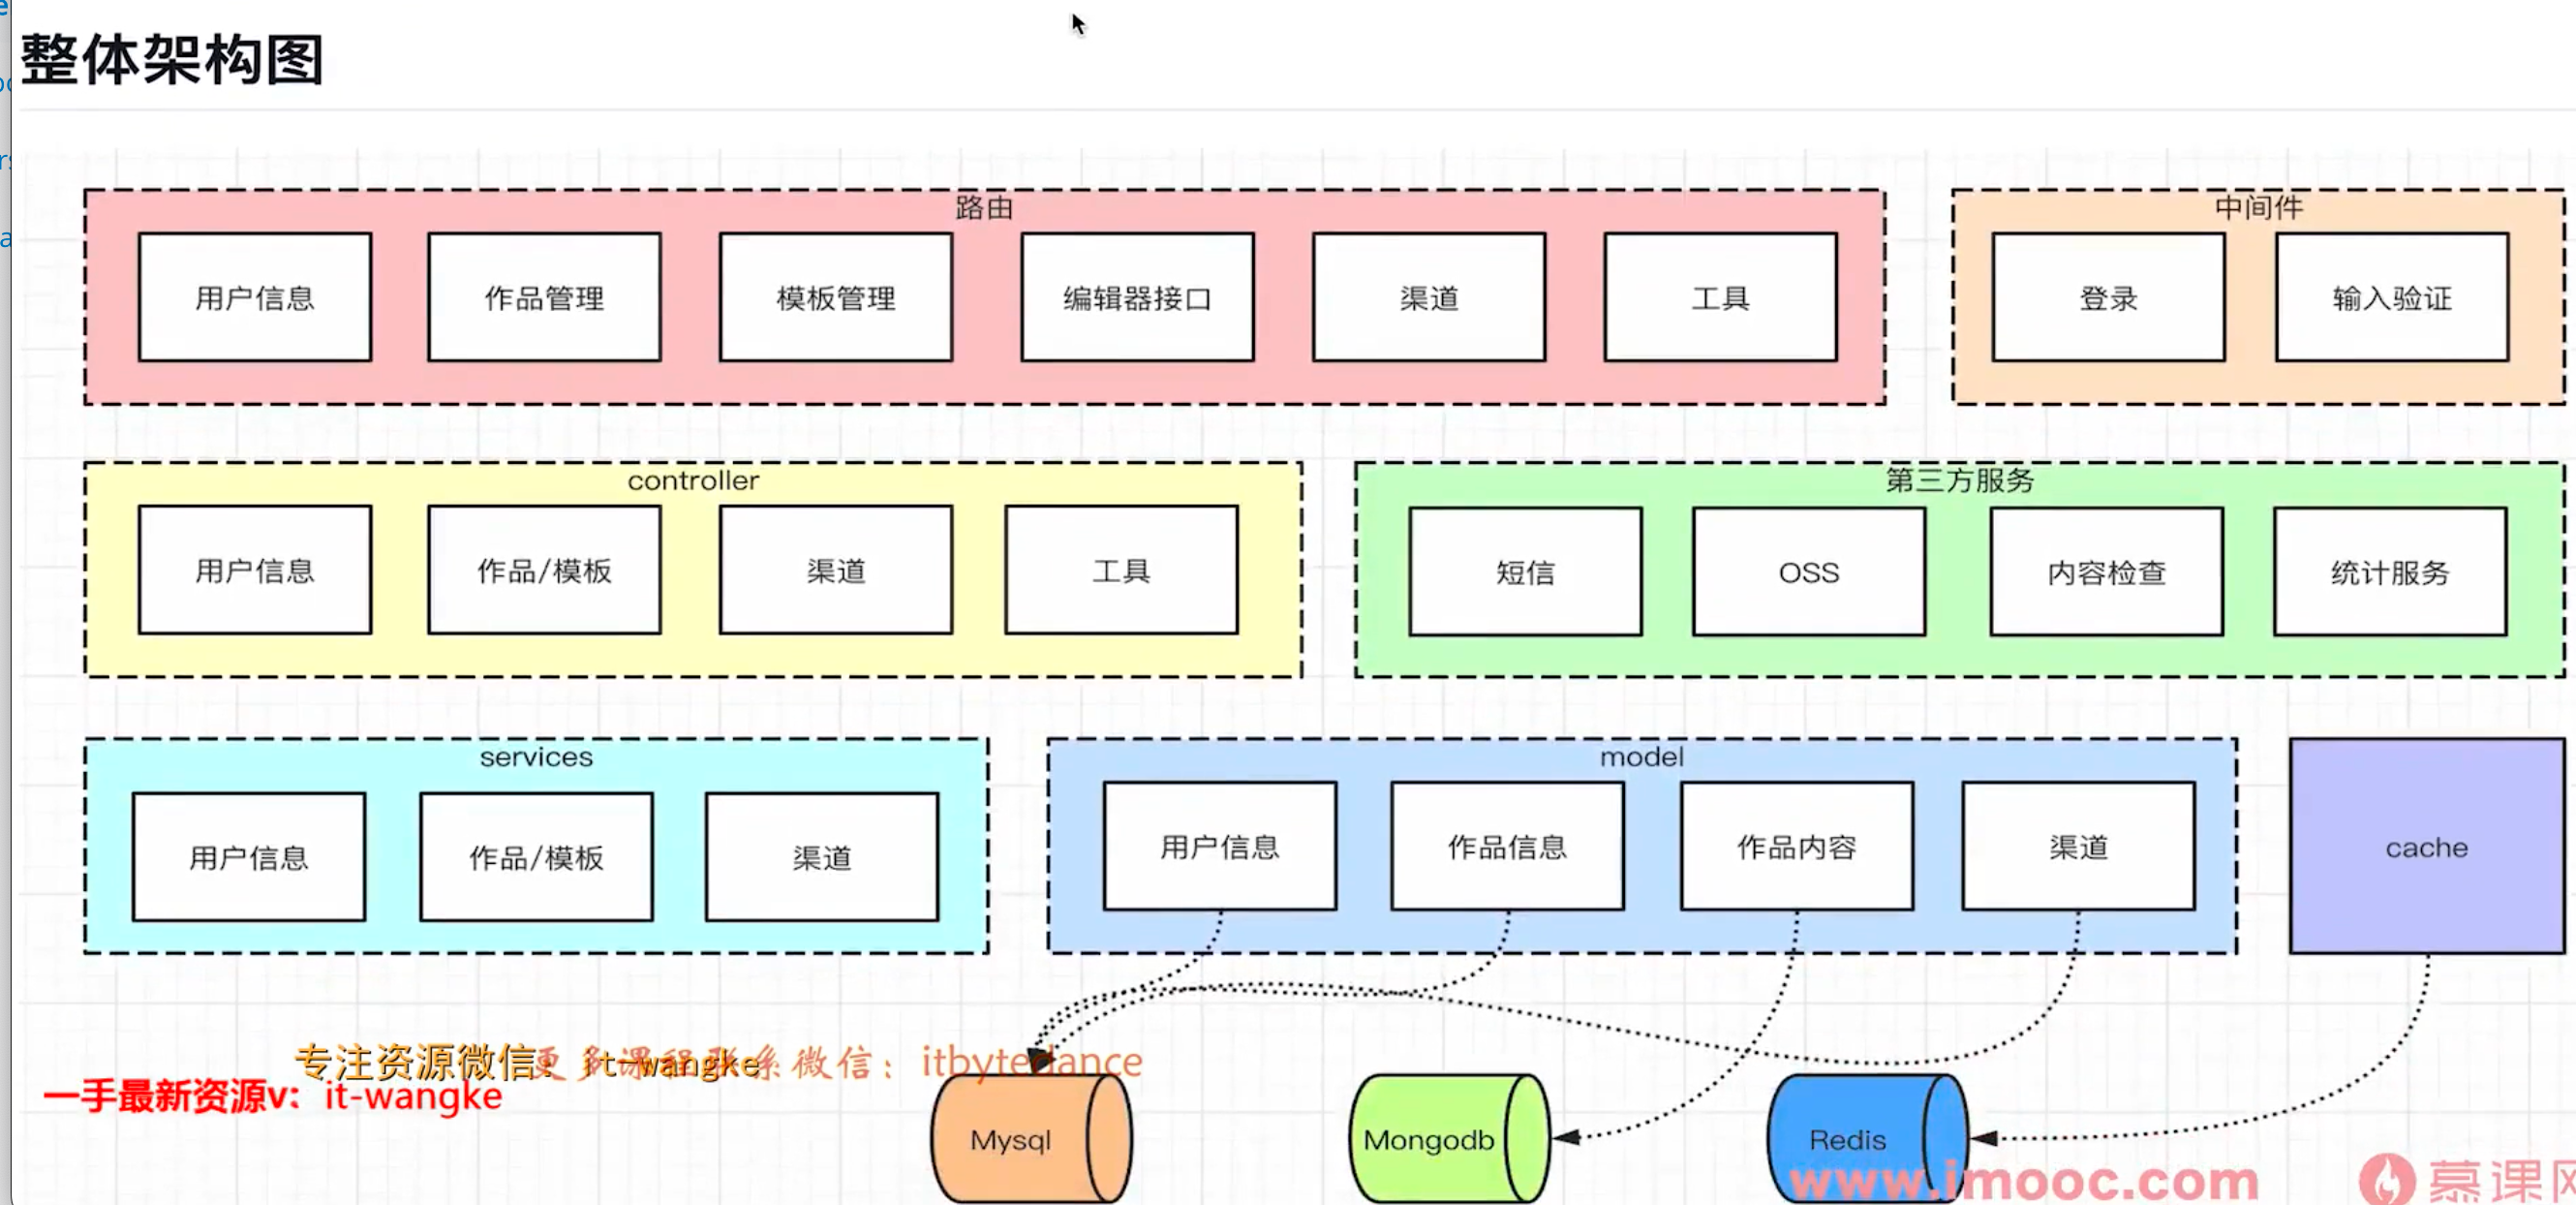 整体架构图
路由
用户信息
作品管理
模板管理
编辑器接口
渠道
工具
中间件
登录
输入验证
controller
用户信息
作品/模板
渠道
工具
第三方服务
短信
OSS
内容检查
统计服务
services
用户信息
作品/模板
渠道
model
用户信息
作品信息
作品内容
渠道
cache
专注资源微信: it-wangke
更多课程联系微信: itbytedance
一手最新资源v: it-wangke
Mysql
Mongodb
Redis
www.imooc.com
慕课网